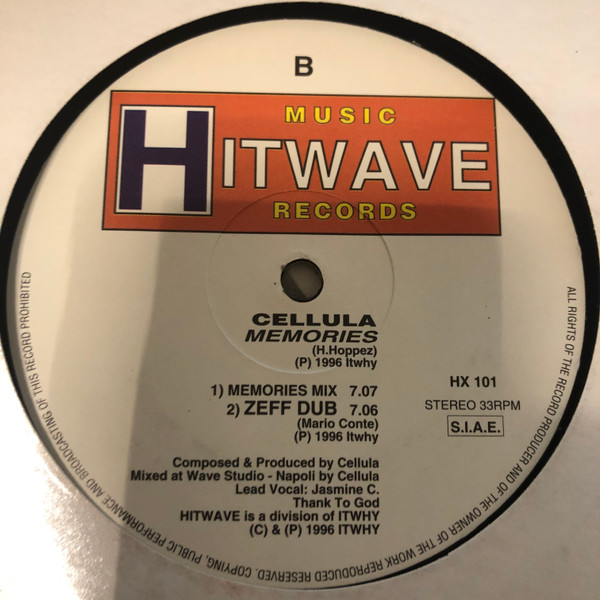 B
MUSIC
HITWAVE
RECORDS
CELLULA
MEMORIES
(H.Hoppez)
(P) 1996 Itwhy
1) MEMORIES MIX 7.07
2) ZEFF DUB 7.06
(Mario Conte)
(P) 1996 Itwhy
HX 101
STEREO 33RPM
S.I.A.E.
Composed & Produced by Cellula
Mixed at Wave Studio - Napoli by Cellula
Lead Vocal: Jasmine C.
Thank To God
HITWAVE is a division of ITWHY
(C) & (P) 1996 ITWHY
ALL RIGHTS OF THE RECORD PRODUCER AND OF THE OWNER OF THE WORK REPRODUCED RESERVED. COPYING, PUBLIC PERFORMANCE AND BROADCASTING OF THIS RECORD PROHIBITED